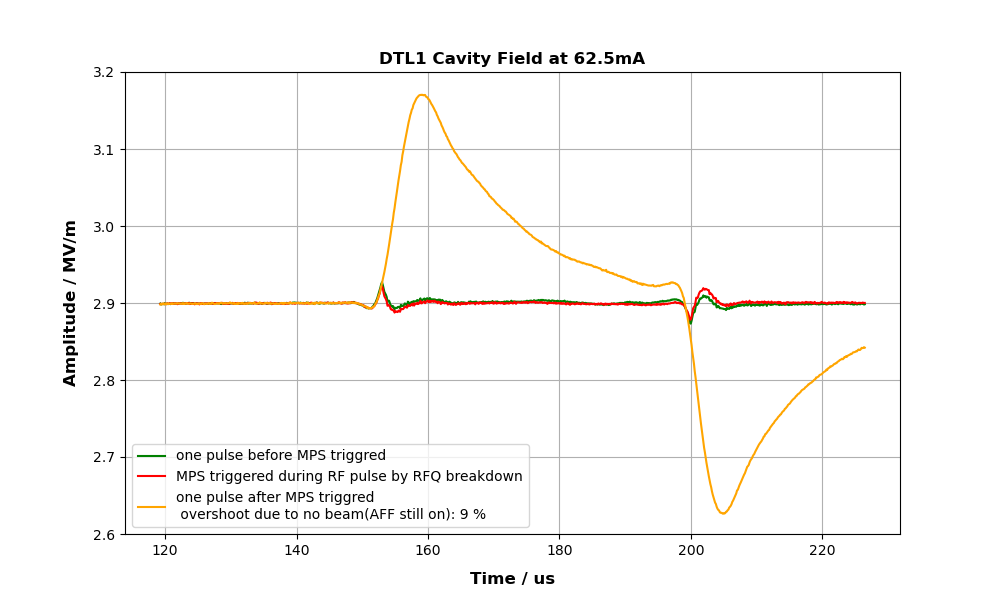 DTL1 Cavity Field at 62.5mA
3.2
3.1
3.0
2.9
2.8
2.7
2.6
Amplitude / MV/m
one pulse before MPS triggred
MPS triggered during RF pulse by RFQ breakdown
one pulse after MPS triggred
overshoot due to no beam(AFF still on): 9 %
120 140 160 180 200 220
Time / us